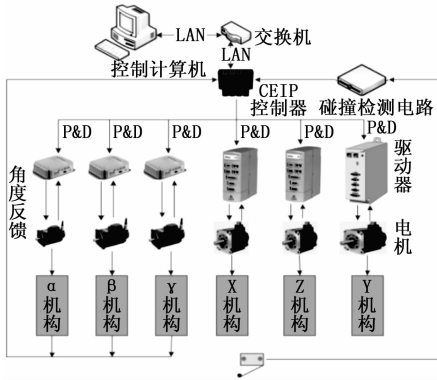 LAN
交换机
LAN
控制计算机
CEIP
控制器
碰撞检测电路
P&D P&D P&D P&D P&D P&D
角度反馈
驱动器
电机
α机构
β机构
γ机构
X机构
Z机构
Y机构